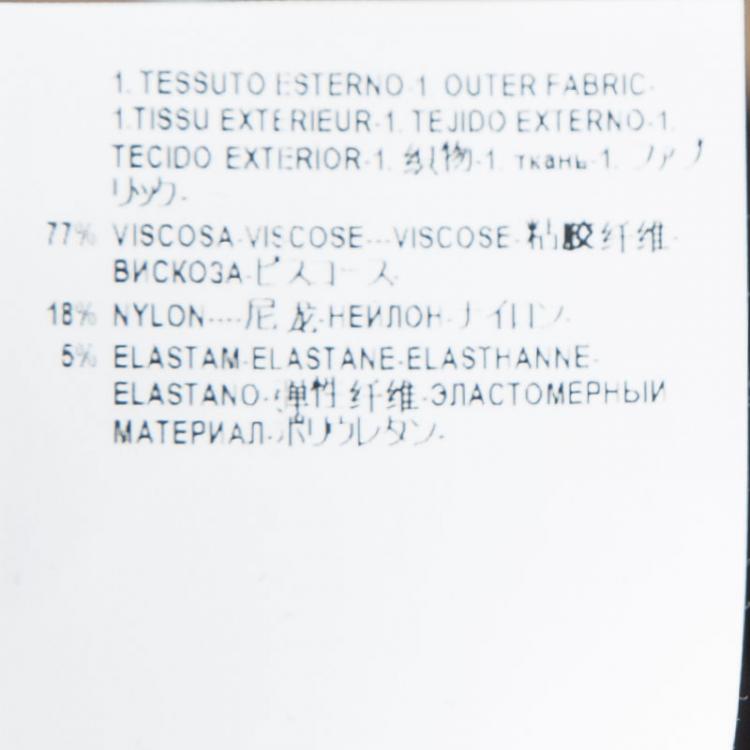 1. TESSUTO ESTERNO-1 OUTER FABRIC-
1.TISSU EXTERIEUR-1. TEJIDO EXTERNO-1.
TECIDO EXTERIOR-1. 织物-1. ткань-1. ファブ
リック-
77% VISCOSA-VISCOSE---VISCOSE-粘胶纤维-
ВИСКОЗА-ビスコース-
18% NYLON----尼龙-НЕЙЛОН-ナイロン-
5% ELASTAM-ELASTANE-ELASTHANNE-
ELASTANO-弹性纤维-ЭЛАСТОМЕРНЫЙ
МАТЕРИАЛ-ポリウレタン-